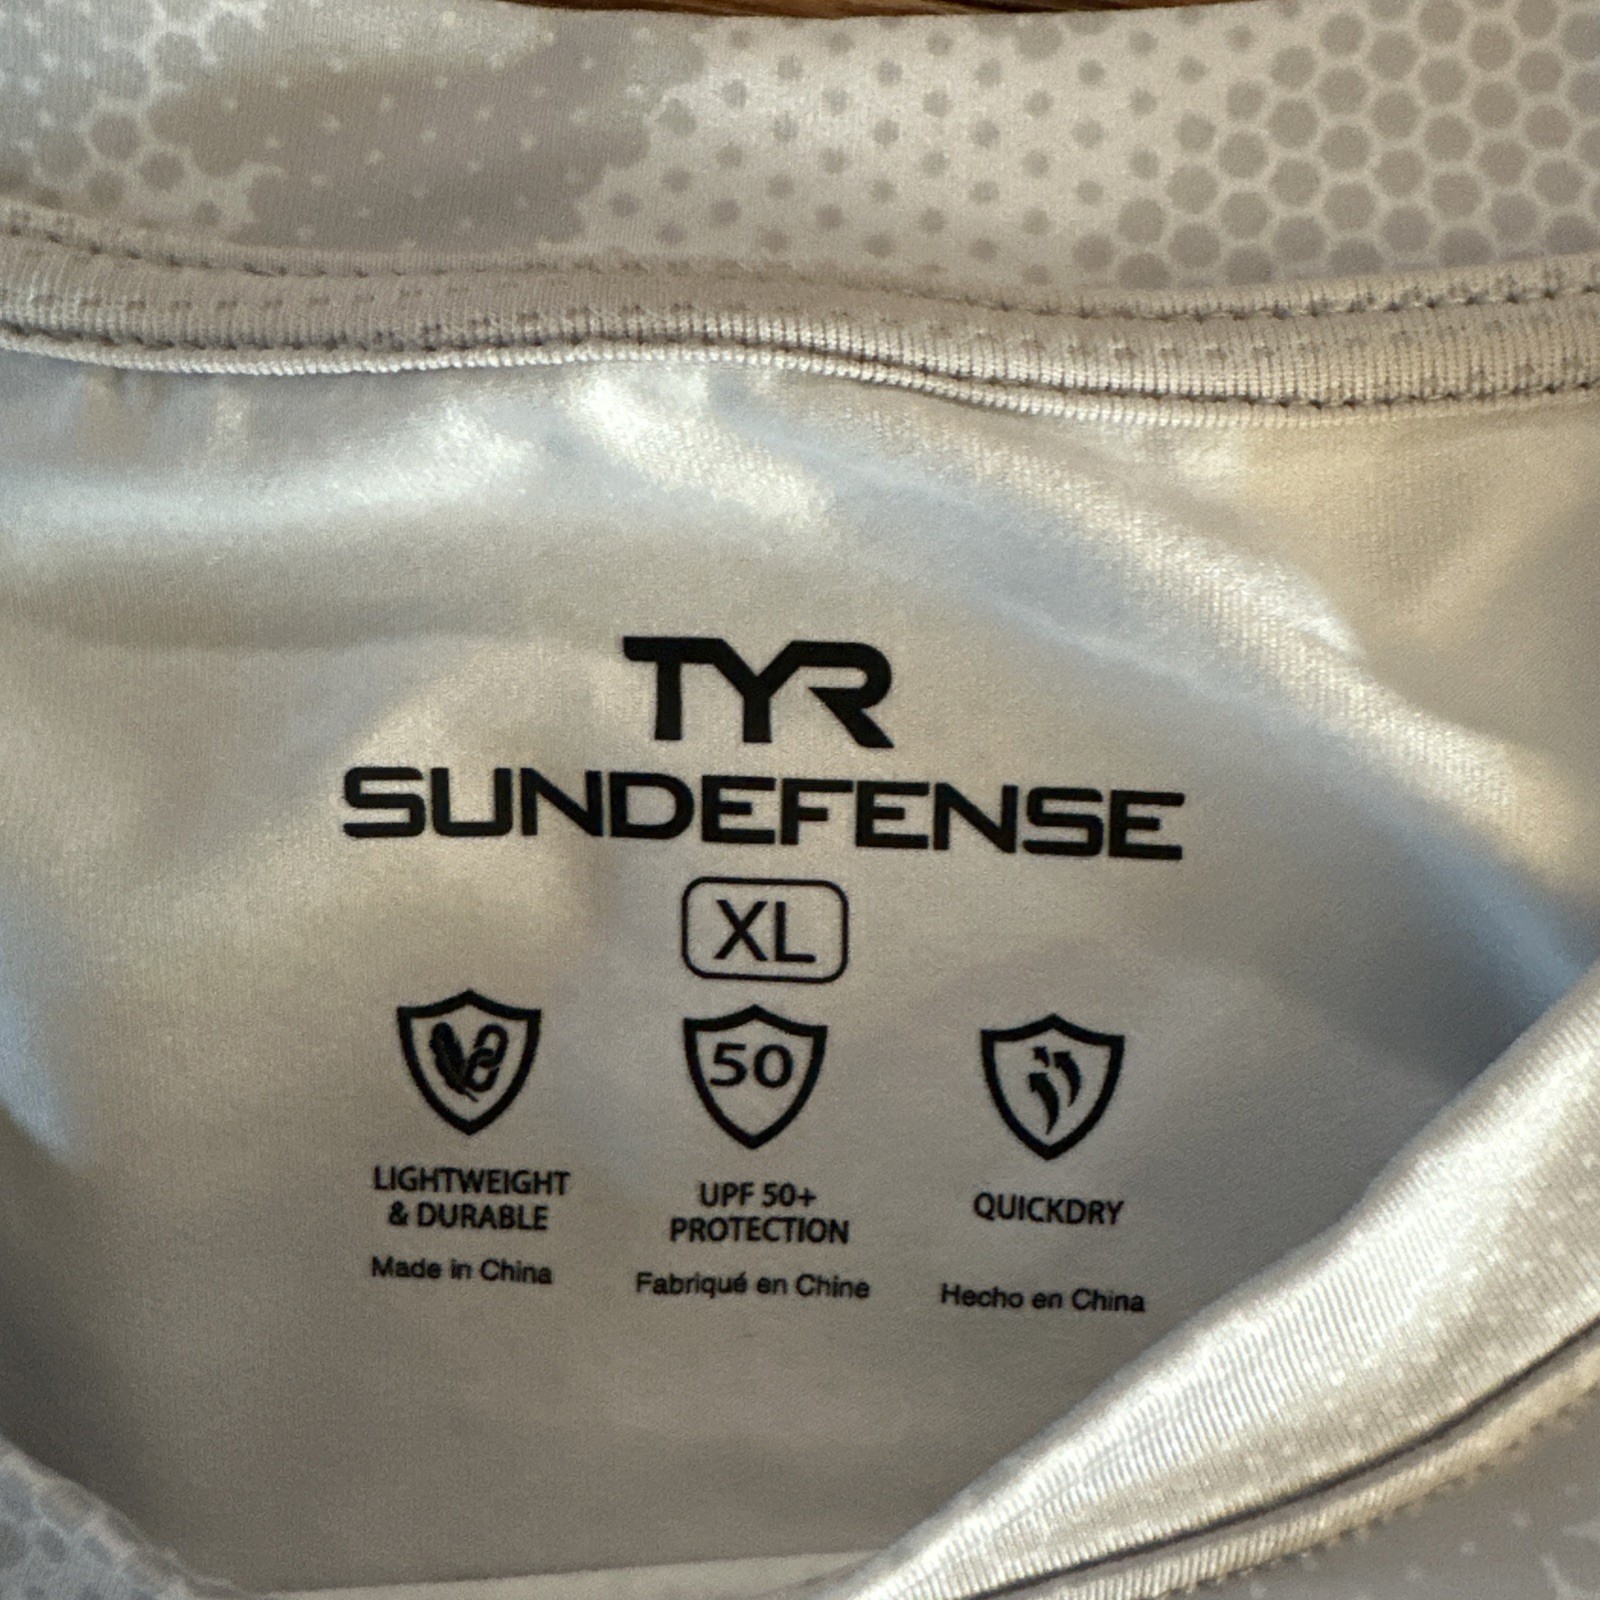 TYR
SUNDEFENSE
XL
50
LIGHTWEIGHT
& DURABLE
UPF 50+
PROTECTION
QUICKDRY
Made in China
Fabriqué en Chine
Hecho en China